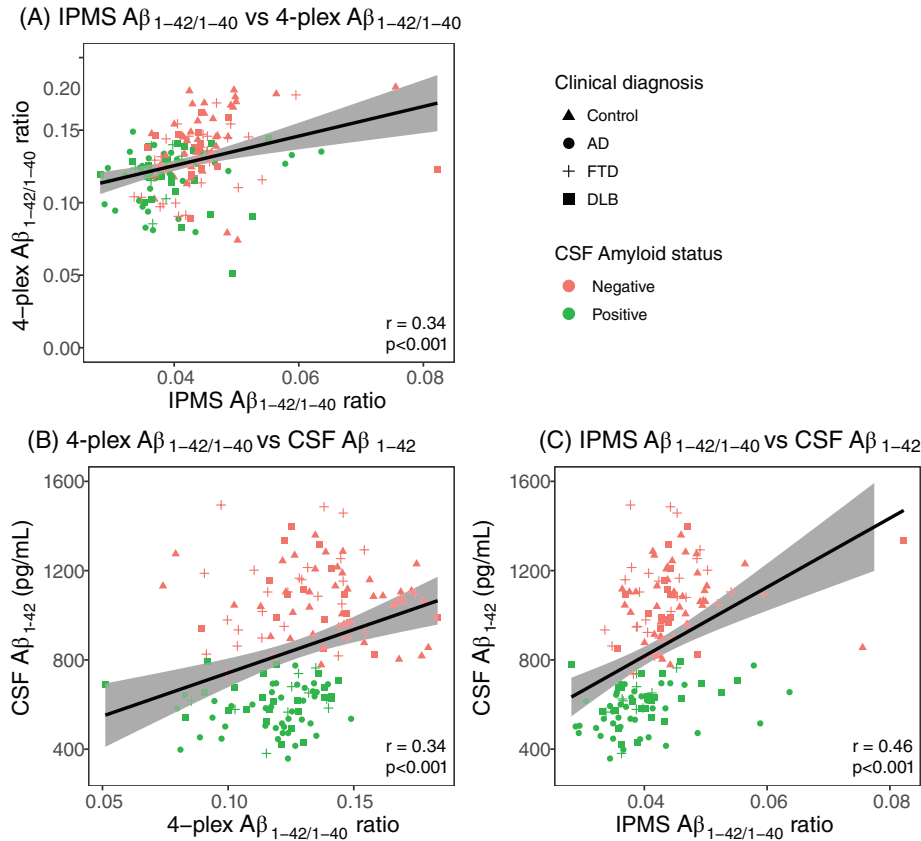 (A) IPMS Aβ1−42/1−40 vs 4−plex Aβ1−42/1−40
4−plex Aβ1−42/1−40 ratio
0.20
0.15
0.10
0.05
0.00
r = 0.34
p<0.001
0.04 0.06 0.08
IPMS Aβ1−42/1−40 ratio
Clinical diagnosis
Control
AD
FTD
DLB
CSF Amyloid status
Negative
Positive
(B) 4−plex Aβ1−42/1−40 vs CSF Aβ1−42
CSF Aβ1−42 (pg/mL)
1600
1200
800
400
r = 0.34
p<0.001
0.05 0.10 0.15
4−plex Aβ1−42/1−40 ratio
(C) IPMS Aβ1−42/1−40 vs CSF Aβ1−42
CSF Aβ1−42 (pg/mL)
1600
1200
800
400
r = 0.46
p<0.001
0.04 0.06 0.08
IPMS Aβ1−42/1−40 ratio